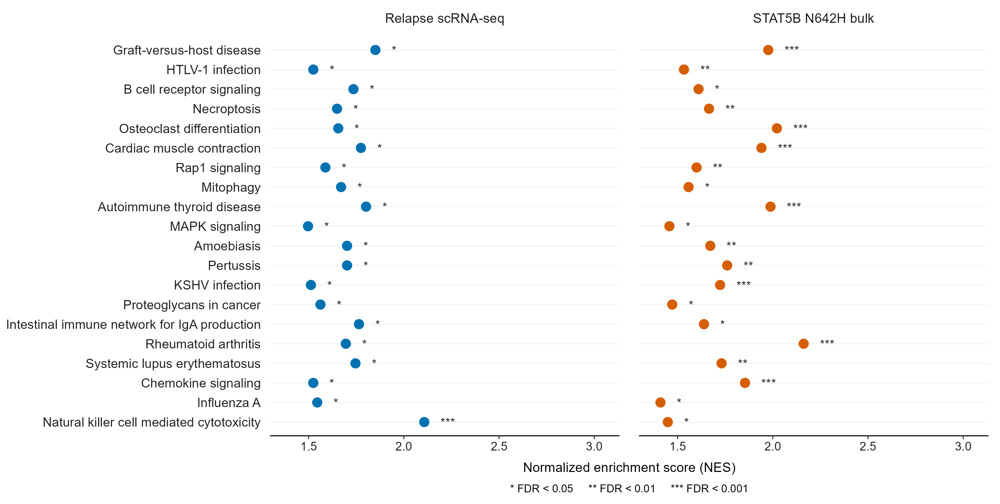 Relapse scRNA-seq STAT5B N642H bulk
Graft-versus-host disease * ***
HTLV-1 infection * **
B cell receptor signaling * *
Necroptosis * **
Osteoclast differentiation * ***
Cardiac muscle contraction * ***
Rap1 signaling * **
Mitophagy * *
Autoimmune thyroid disease * ***
MAPK signaling * *
Amoebiasis * **
Pertussis * **
KSHV infection * ***
Proteoglycans in cancer * *
Intestinal immune network for IgA production * *
Rheumatoid arthritis * ***
Systemic lupus erythematosus * **
Chemokine signaling * ***
Influenza A * *
Natural killer cell mediated cytotoxicity *** *
1.5 2.0 2.5 3.0 1.5 2.0 2.5 3.0
Normalized enrichment score (NES)
* FDR < 0.05 ** FDR < 0.01 *** FDR < 0.001